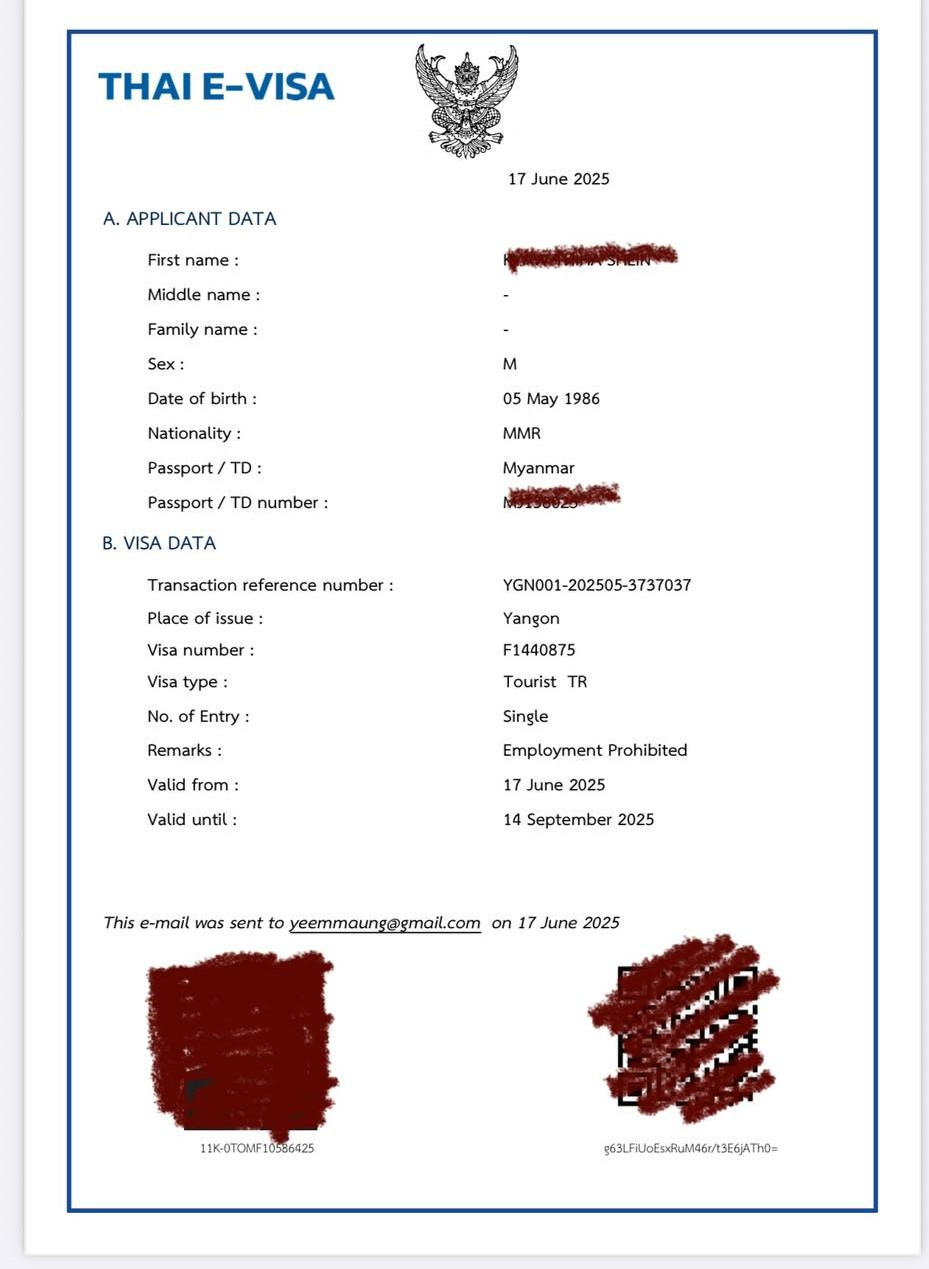 THAI E-VISA
17 June 2025
A. APPLICANT DATA
First name :
Middle name : -
Family name : -
Sex : M
Date of birth : 05 May 1986
Nationality : MMR
Passport / TD : Myanmar
Passport / TD number :
B. VISA DATA
Transaction reference number : YGN001-202505-3737037
Place of issue : Yangon
Visa number : F1440875
Visa type : Tourist TR
No. of Entry : Single
Remarks : Employment Prohibited
Valid from : 17 June 2025
Valid until : 14 September 2025
This e-mail was sent to yeemmaung@gmail.com on 17 June 2025
11K-0TOMF10586425 g63LFiUoEsxRuM46r/t3E6jATh0=